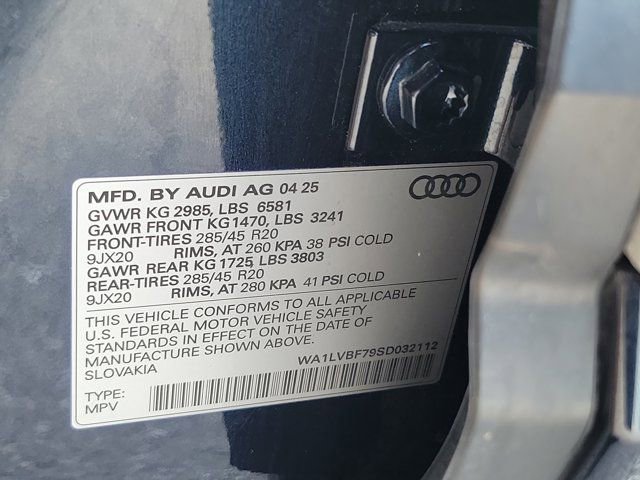 MFD. BY AUDI AG 04 25
GVWR KG 2985, LBS 6581
GAWR FRONT KG1470, LBS 3241
FRONT-TIRES 285/45 R20
9JX20 RIMS, AT 260 KPA 38 PSI COLD
GAWR REAR KG 1725 LBS 3803
REAR-TIRES 285/45 R20
9JX20 RIMS, AT 280 KPA 41 PSI COLD
THIS VEHICLE CONFORMS TO ALL APPLICABLE
U.S. FEDERAL MOTOR VEHICLE SAFETY
STANDARDS IN EFFECT ON THE DATE OF
MANUFACTURE SHOWN ABOVE.
SLOVAKIA
WA1LVBF79SD032112
TYPE:
MPV